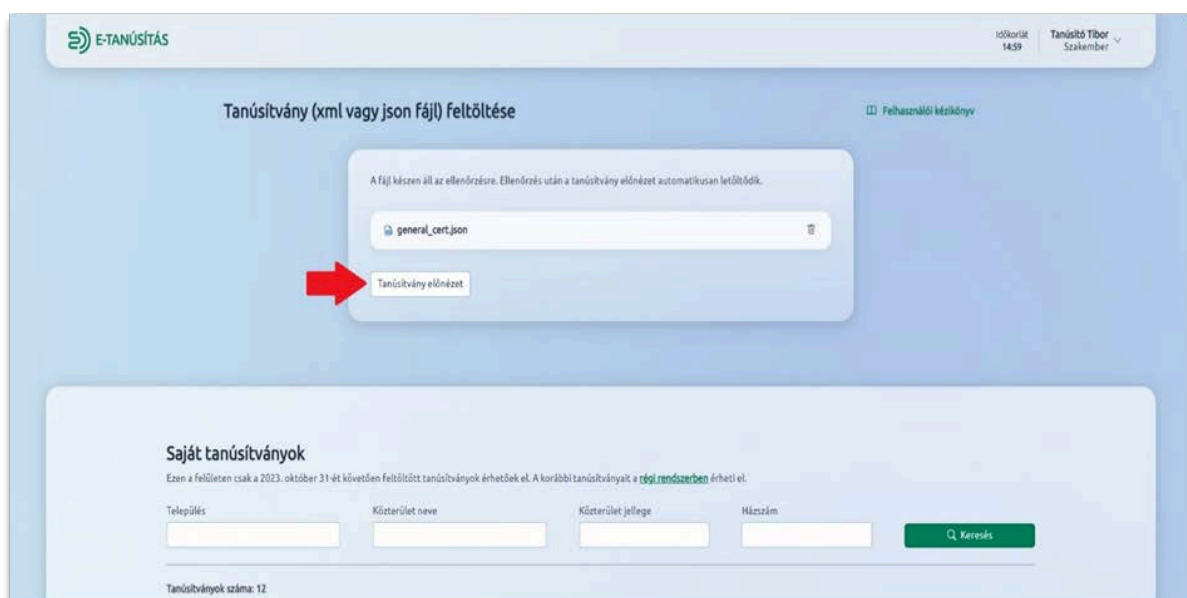 E-TANÚSÍTÁS
Időkorlát
14:59
Tanúsító Tibor
Szakember
Tanúsítvány (xml vagy json fájl) feltöltése
Felhasználói kézikönyv
A fájl készen áll az ellenőrzésre. Ellenőrzés után a tanúsítvány előnézet automatikusan letöltődik.
general_cert.json
Tanúsítvány előnézet
Saját tanúsítványok
Ezen a felületen csak a 2023. október 31-ét követően feltöltött tanúsítványok érhetőek el. A korábbi tanúsítványait a régi rendszerben érheti el.
Település Közterület neve Közterület jellege Házszám
Keresés
Tanúsítványok száma: 12